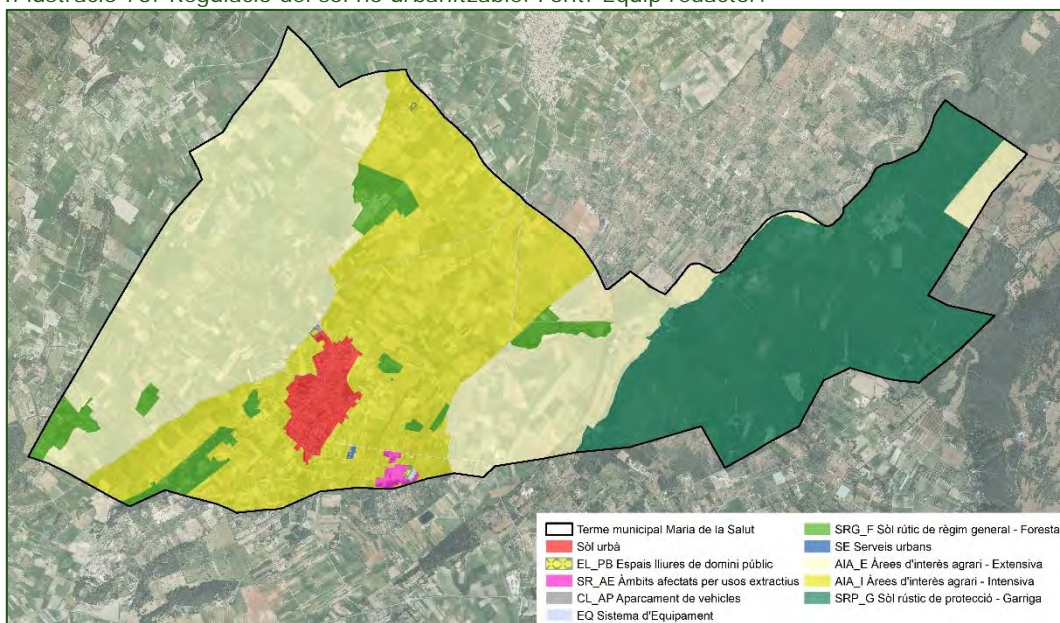 Il·lustració 73. Regulació del sòl no urbanitzable. Font: Equip redactor.
Terme municipal Maria de la Salut
Sòl urbà
EL_PB Espais lliures de domini públic
SR_AE Àmbits afectats per usos extractius
CL_AP Aparcament de vehicles
EQ Sistema d'Equipament
SRG_F Sòl rútic de règim general - Foresta
SE Serveis urbans
AIA_E Àrees d'interès agrari - Extensiva
AIA_I Àrees d'interès agrari - Intensiva
SRP_G Sòl rústic de protecció - Garriga